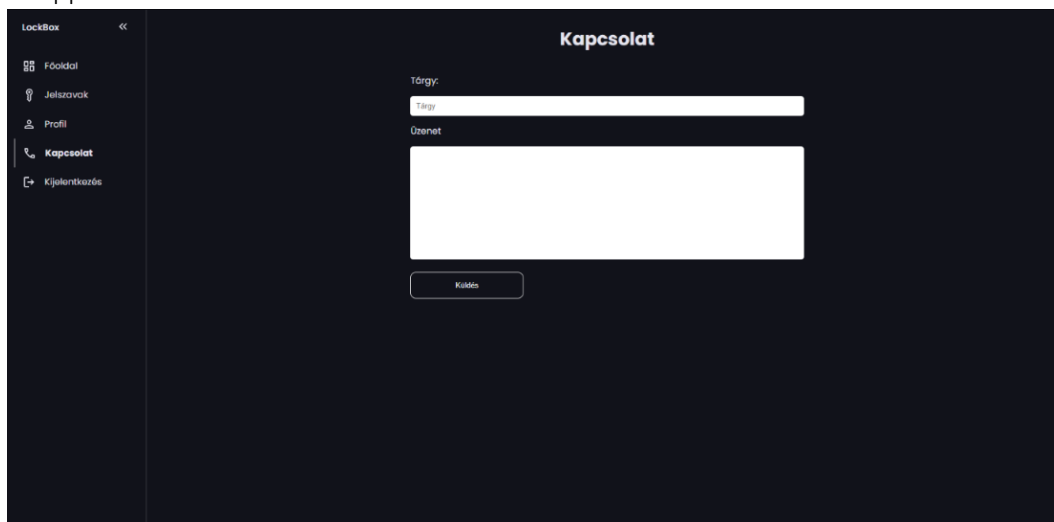 LockBox
Főoldal
Jelszavak
Profil
Kapcsolat
Kijelentkezés
Kapcsolat
Tárgy:
Tárgy
Üzenet
Küldés